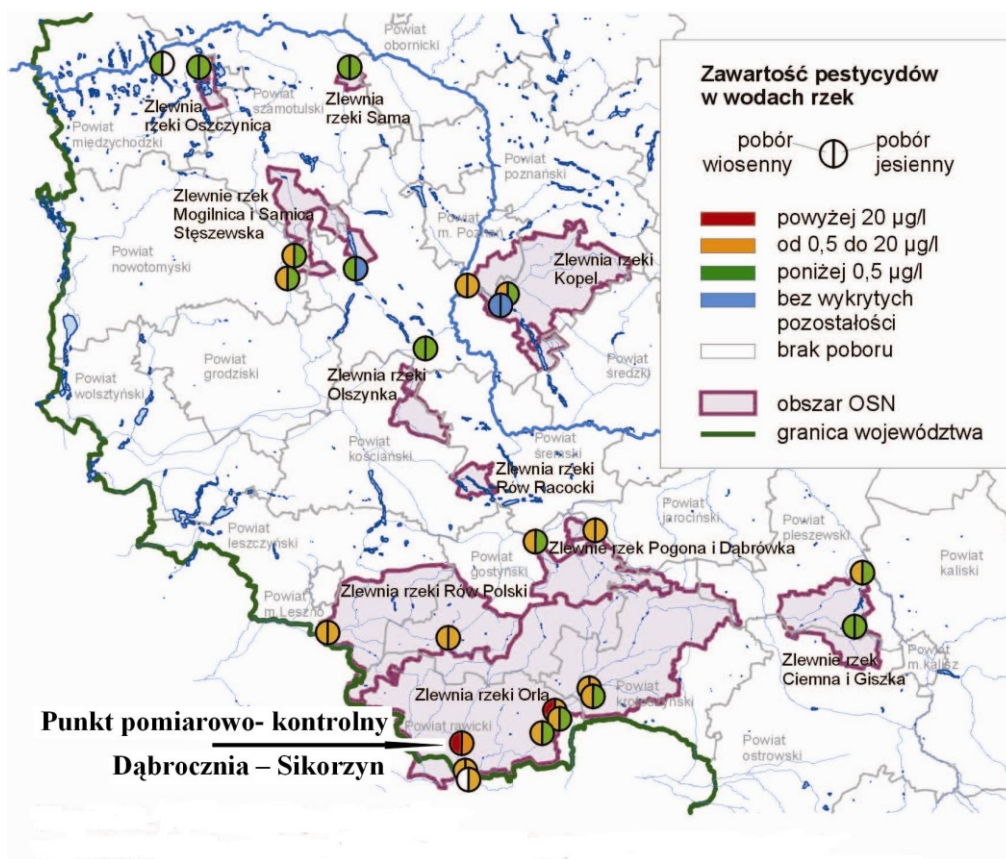 Powiat
obornicki
Zlewnia
rzeki Oszczynica
Powiat
szamotulski
Zlewnia
rzeki Sama
Powiat
międzychodzki
Powiat
poznański
Zlewnie rzek
Mogilnica i Samica
Stęszewska
Powiat
m. Poznań
Powiat
nowotomyski
Zlewnia rzeki
Kopel
Powiat
średzki
Powiat
grodziski
Powiat
wolsztyński
Zlewnia rzeki
Olszynka
Powiat
kościański
Powiat
śremski
Zlewnia rzeki
Rów Racocki
Powiat
leszczyński
Powiat
jarociński
Powiat
pleszewski
Powiat
kaliski
Powiat
gostyński
Zlewnie rzek Pogona i Dąbrówka
Powiat
m. Leszno
Zlewnia rzeki Rów Polski
Zlewnie rzek
Ciemna i Giszka
Powiat
m.kalisz
Zlewnia rzeki Orla
Powiat
krotoszyński
Powiat rawicki
Powiat
ostrowski
Punkt pomiarowo- kontrolny
Dąbrocznia – Sikorzyn
Zawartość pestycydów
w wodach rzek
pobór
wiosenny
pobór
jesienny
powyżej 20 µg/l
od 0,5 do 20 µg/l
poniżej 0,5 µg/l
bez wykrytych
pozostałości
brak poboru
obszar OSN
granica województwa